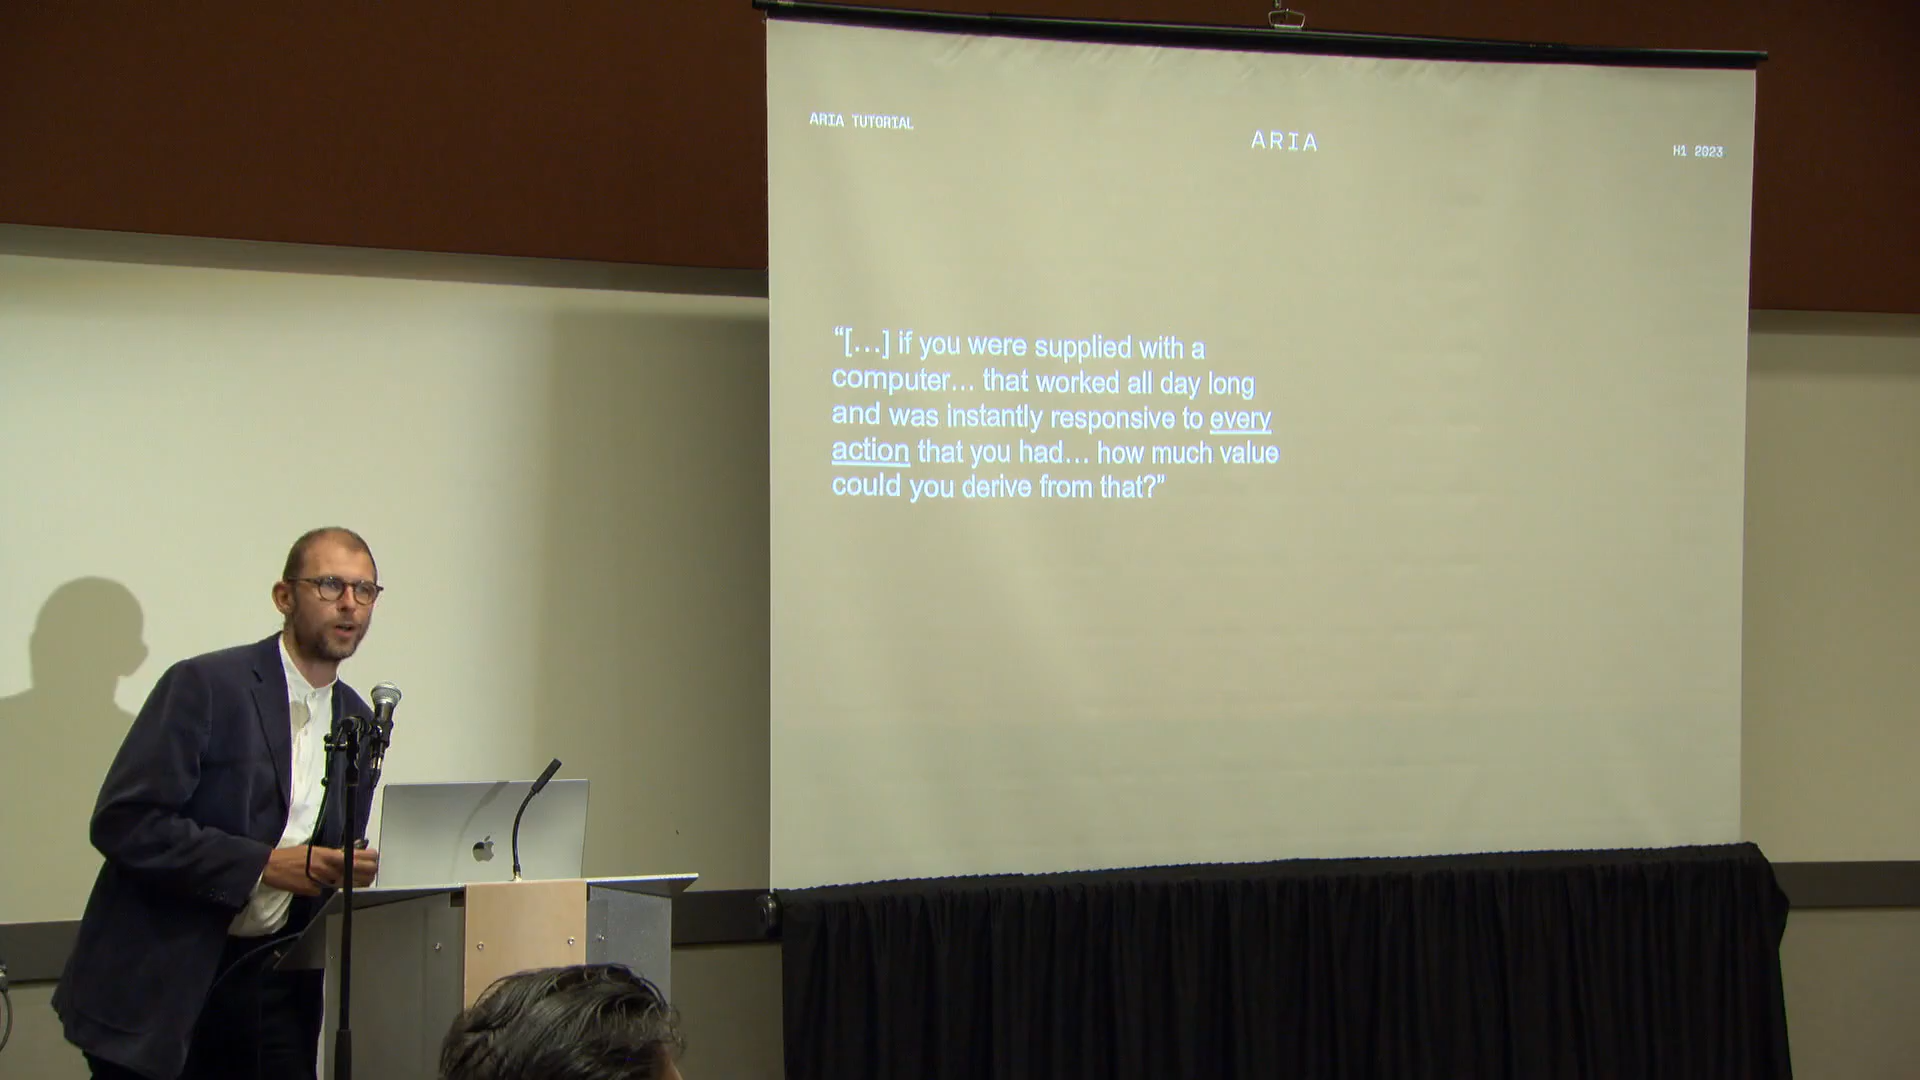 ARIA TUTORIAL
ARIA
H1 2023
“[…] if you were supplied with a
computer… that worked all day long
and was instantly responsive to every
action that you had… how much value
could you derive from that?”